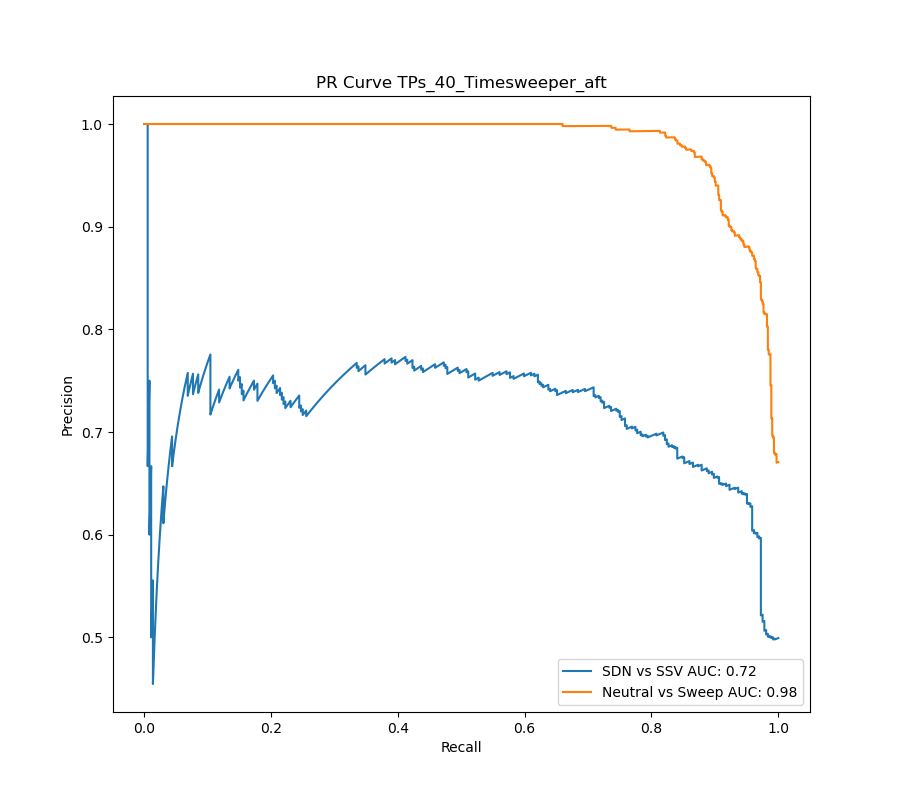 PR Curve TPs_40_Timesweeper_aft
1.0
0.9
0.8
0.7
0.6
0.5
Precision
0.0 0.2 0.4 0.6 0.8 1.0
Recall
SDN vs SSV AUC: 0.72
Neutral vs Sweep AUC: 0.98